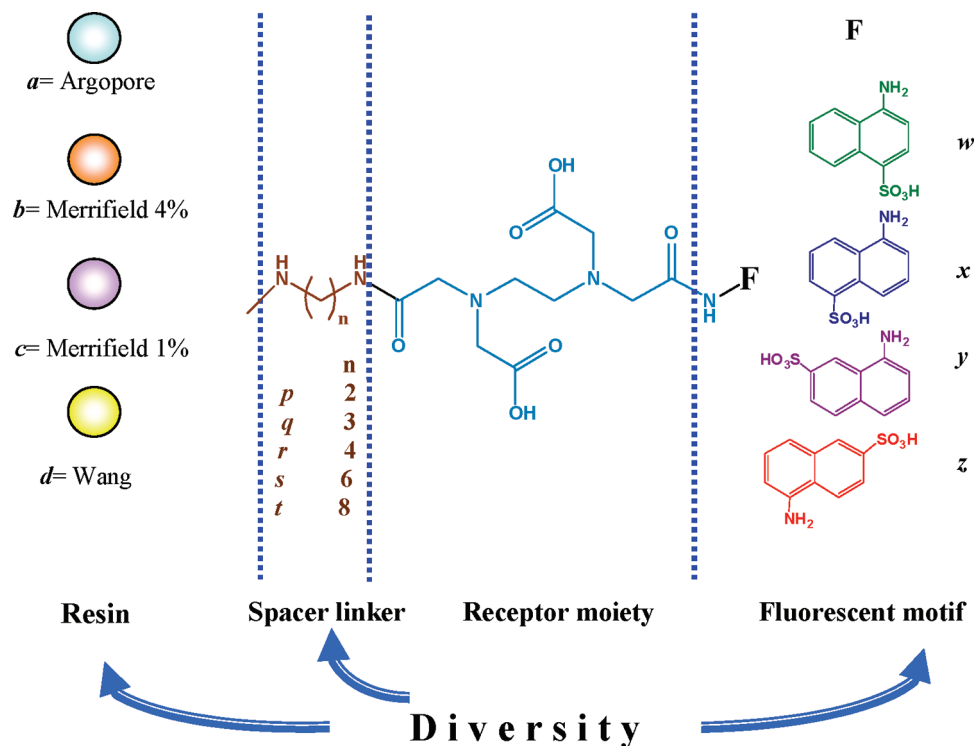 a= Argopore
b= Merrifield 4%
c= Merrifield 1%
d= Wang
H
N
n
H
N
O
N
O
OH
O
OH
N
O
N
H
F
n
p 2
q 3
r 4
s 6
t 8
F
NH2
SO3H
w
NH2
SO3H
x
HO3S
NH2
y
SO3H
NH2
z
Resin
Spacer linker
Receptor moiety
Fluorescent motif
Diversity